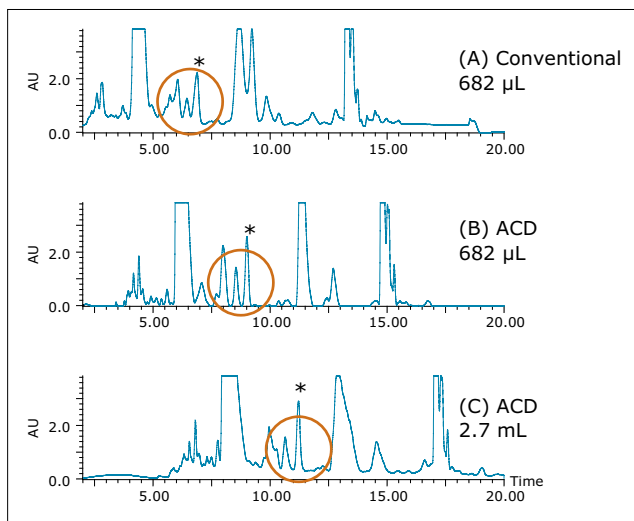 *
(A) Conventional
682 µL
AU
2.0
0.0
5.00 10.00 15.00 20.00
*
(B) ACD
682 µL
AU
2.0
0.0
5.00 10.00 15.00 20.00
*
(C) ACD
2.7 mL
AU
2.0
0.0
Time
5.00 10.00 15.00 20.00